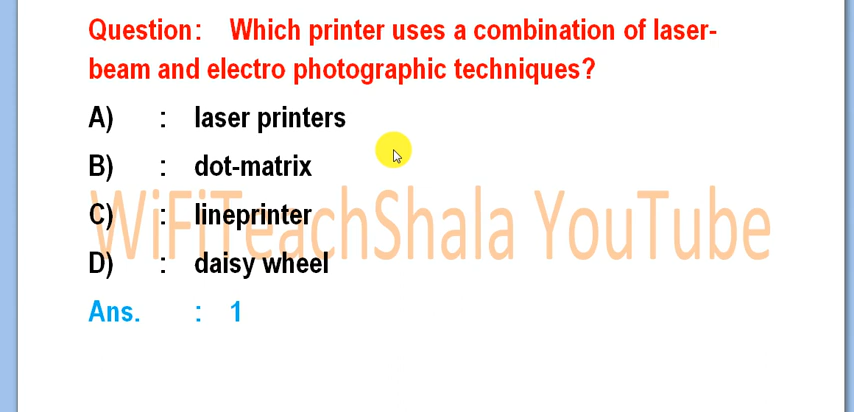 Question: Which printer uses a combination of laser-
beam and electro photographic techniques?
A) : laser printers
B) : dot-matrix
C) : lineprinter
D) : daisy wheel
Ans. : 1
WiFiTeachShala YouTube